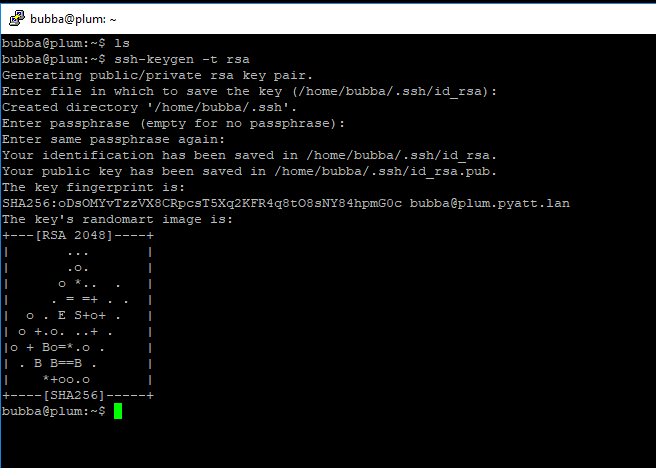 bubba@plum: ~
bubba@plum:~$ ls
bubba@plum:~$ ssh-keygen -t rsa
Generating public/private rsa key pair.
Enter file in which to save the key (/home/bubba/.ssh/id_rsa):
Created directory '/home/bubba/.ssh'.
Enter passphrase (empty for no passphrase):
Enter same passphrase again:
Your identification has been saved in /home/bubba/.ssh/id_rsa.
Your public key has been saved in /home/bubba/.ssh/id_rsa.pub.
The key fingerprint is:
SHA256:oDsOMYvTzzVX8CRpcsT5Xq2KFR4q8tO8sNY84hpmG0c bubba@plum.pyatt.lan
The key's randomart image is:
+---[RSA 2048]----+
|       ...       |
|       .o.       |
|      o *..  .   |
|     . = =+ . .  |
|  o . E S+o+ .   |
| o +.o. ..+ .    |
|o + Bo=*.o .     |
| . B B==B .      |
|    *+oo.o       |
+----[SHA256]-----+
bubba@plum:~$